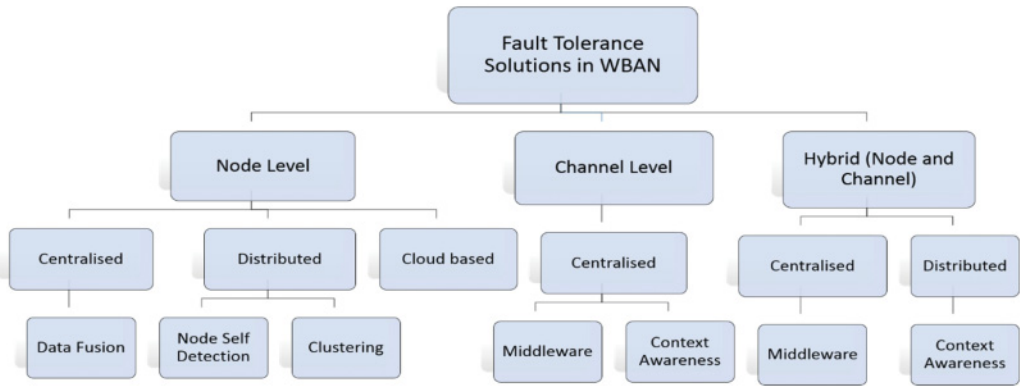 Fault Tolerance
Solutions in WBAN
Node Level
Channel Level
Hybrid (Node and
Channel)
Centralised
Distributed
Cloud based
Centralised
Centralised
Distributed
Data Fusion
Node Self
Detection
Clustering
Middleware
Context
Awareness
Middleware
Context
Awareness